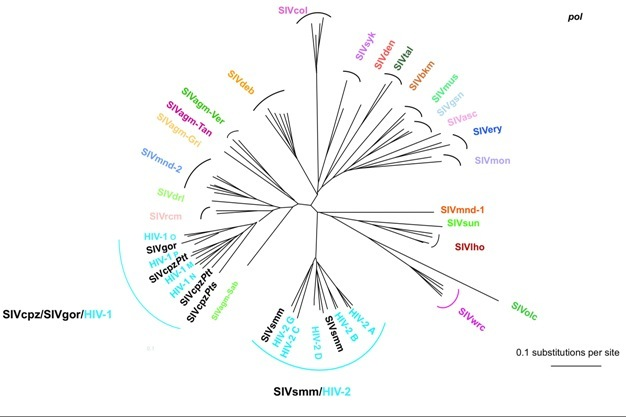 SIVcol
pol
SIVsyk
SIVden
SIVtal
SIVbkm
SIVmus
SIVgsn
SIVasc
SIVery
SIVmon
SIVdeb
SIVagm-Ver
SIVagm-Tan
SIVagm-Gri
SIVmnd-2
SIVdrl
SIVrcm
SIVmnd-1
SIVsun
SIVlho
HIV-1 O
SIVgor
HIV-1 P
SIVcpzPtt
HIV-1 M
HIV-1 N
SIVcpzPtt
SIVcpzPts
SIVagm-Sab
SIVcpz/SIVgor/HIV-1
SIVsmm
HIV-2 G
HIV-2 C
HIV-2 D
SIVsmm
HIV-2 B
HIV-2 A
SIVwrc
SIVolc
0.1 substitutions per site
0.1
SIVsmm/HIV-2